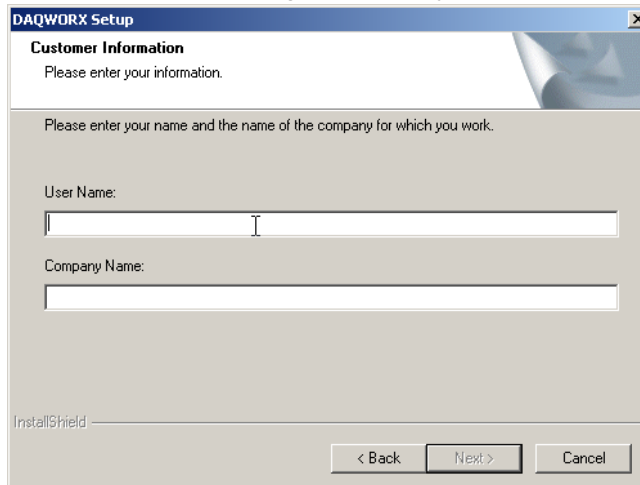 DAQWORX Setup
Customer Information
Please enter your information.
Please enter your name and the name of the company for which you work.
User Name:
Company Name:
InstallShield
< Back Next > Cancel